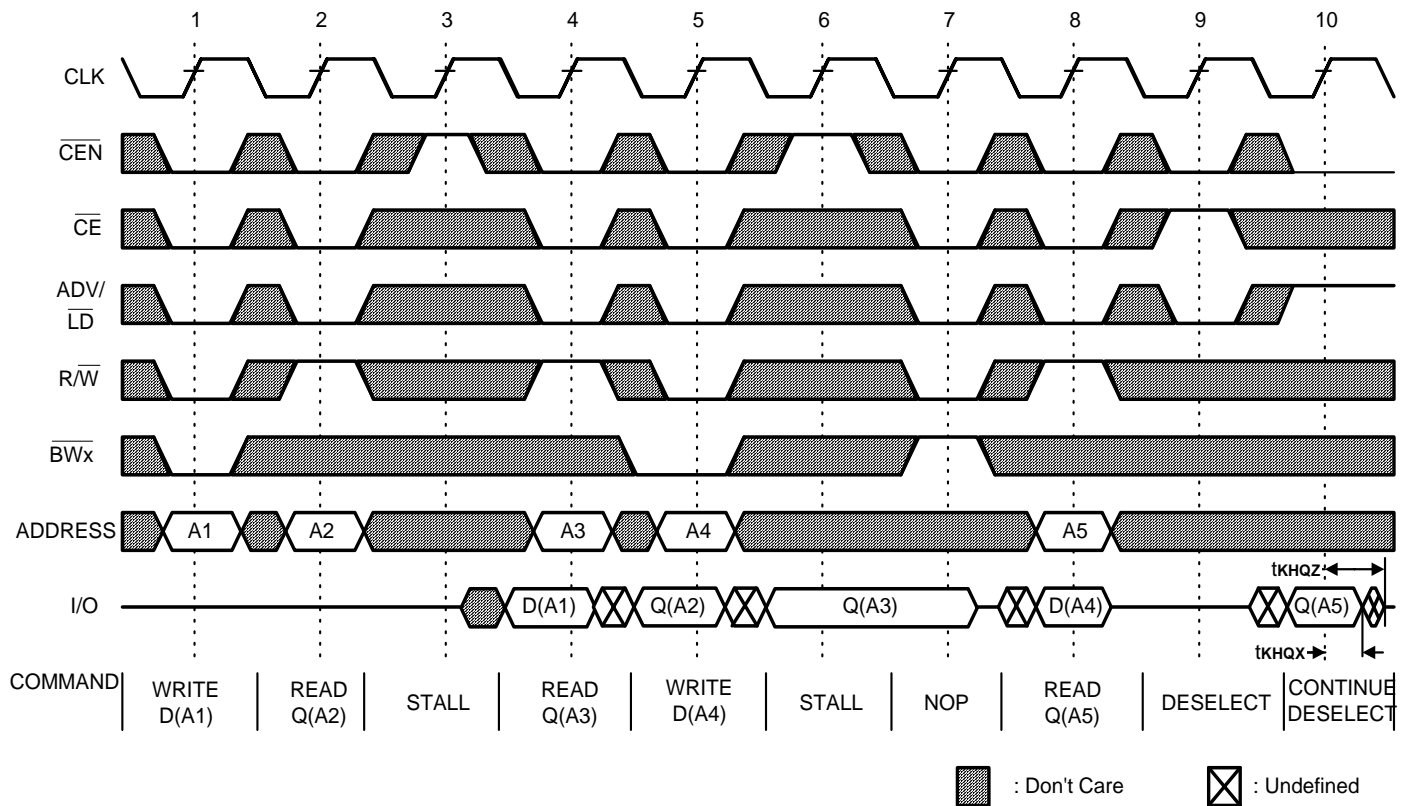 1 2 3 4 5 6 7 8 9 10
CLK
CEN
CE
ADV/
LD
R/W
BWx
ADDRESS A1 A2 A3 A4 A5
tKHQZ
I/O D(A1) Q(A2) Q(A3) D(A4) Q(A5)
tKHQX
COMMAND WRITE READ STALL READ WRITE STALL NOP READ DESELECT CONTINUE
D(A1) Q(A2) Q(A3) D(A4) Q(A5) DESELECT
: Don't Care : Undefined